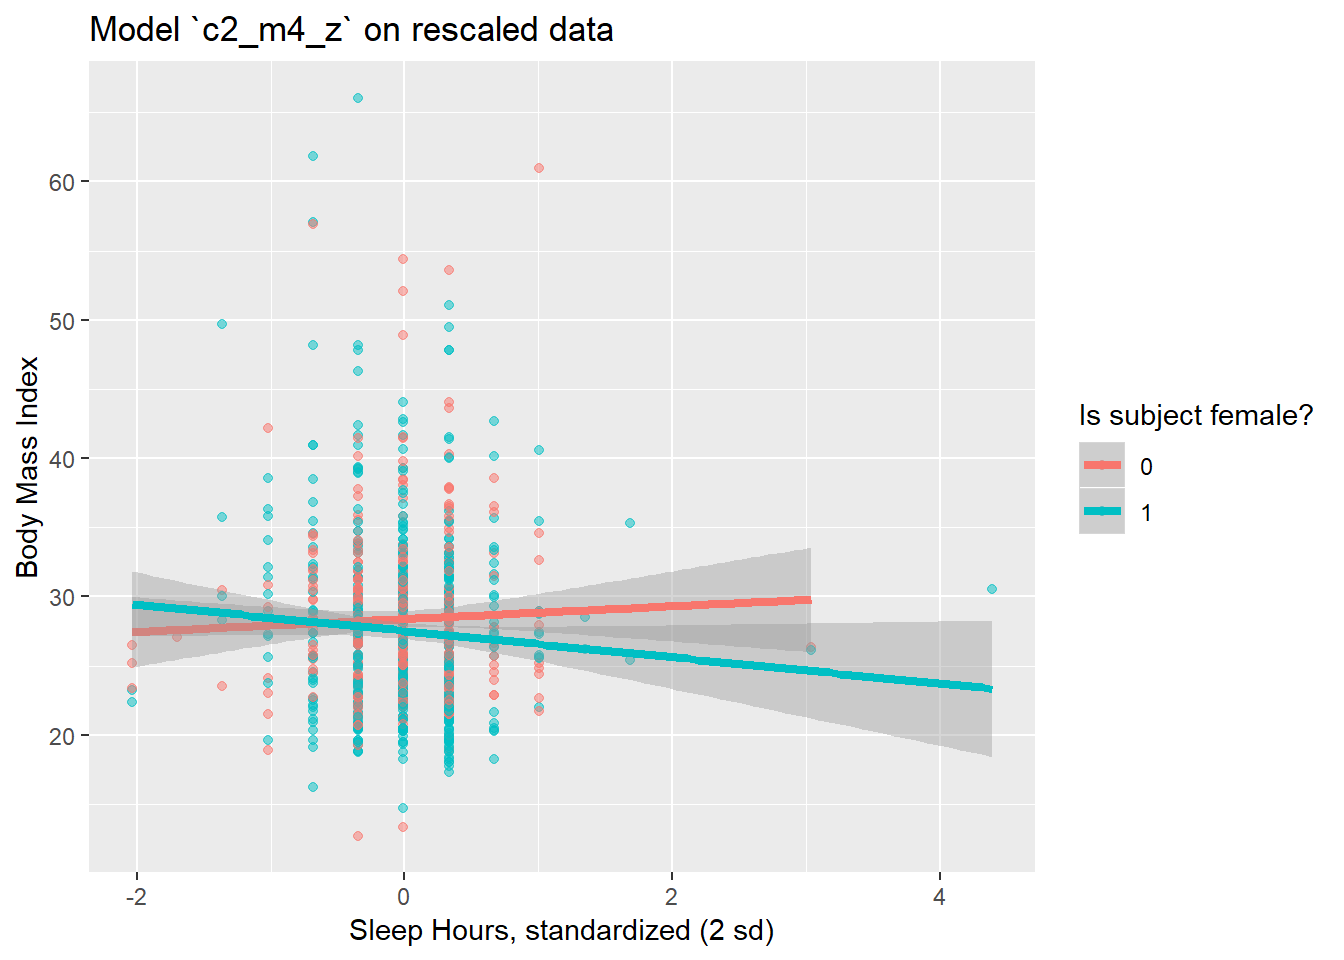 Model `c2_m4_z` on rescaled data
60
50
40
30
20
Body Mass Index
-2
0
2
4
Sleep Hours, standardized (2 sd)
Is subject female?
0
1